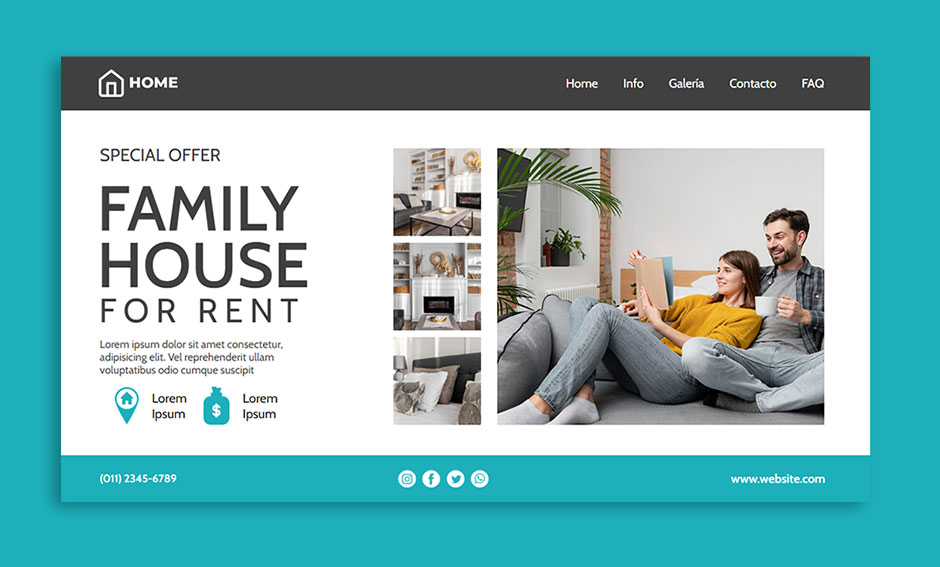 HOME
Home Info Galería Contacto FAQ
SPECIAL OFFER
FAMILY
HOUSE
FOR RENT
Lorem ipsum dolor sit amet consectetur,
adipisicing elit. Vel reprehenderit ullam
voluptatibus odio cumque suscipit
Lorem
Ipsum
$
Lorem
Ipsum
(011) 2345-6789
www.website.com